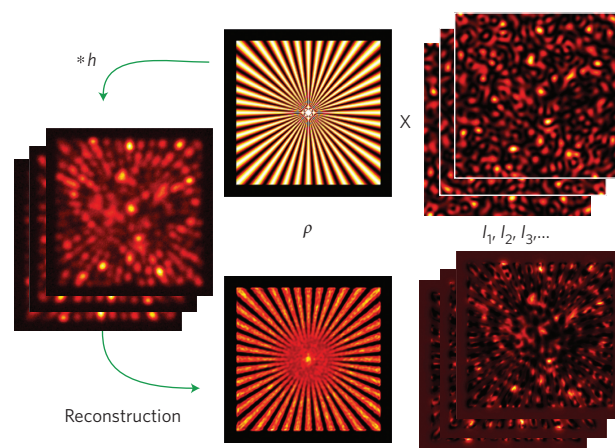 *h
X
ρ
I₁, I₂, I₃,...
Reconstruction